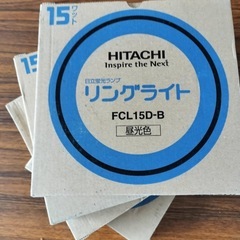 15ワット
HITACHI
Inspire the Next
日立蛍光ランプ
リングライト
FCL15D-B
昼光色
15